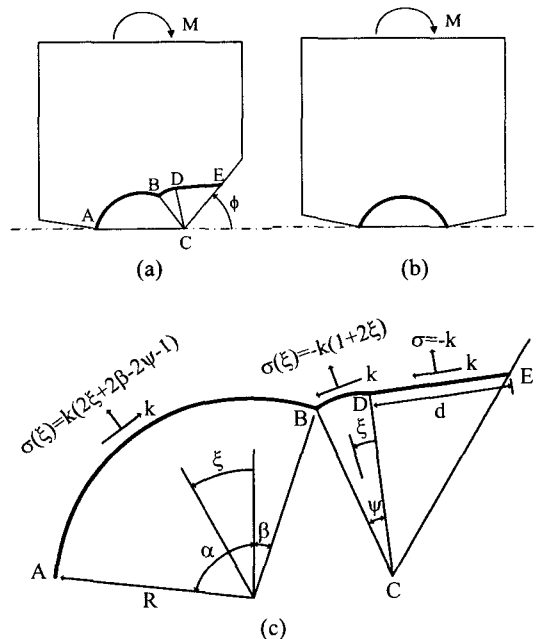 M
M
A
B
D
E
C
ϕ
(a)
(b)
σ(ξ)=k(2ξ+2β-2ψ-1)
k
σ(ξ)=-k(1+2ξ)
k
σ=-k
k
E
B
D
d
ξ
ξ
β
α
ψ
A
R
C
(c)